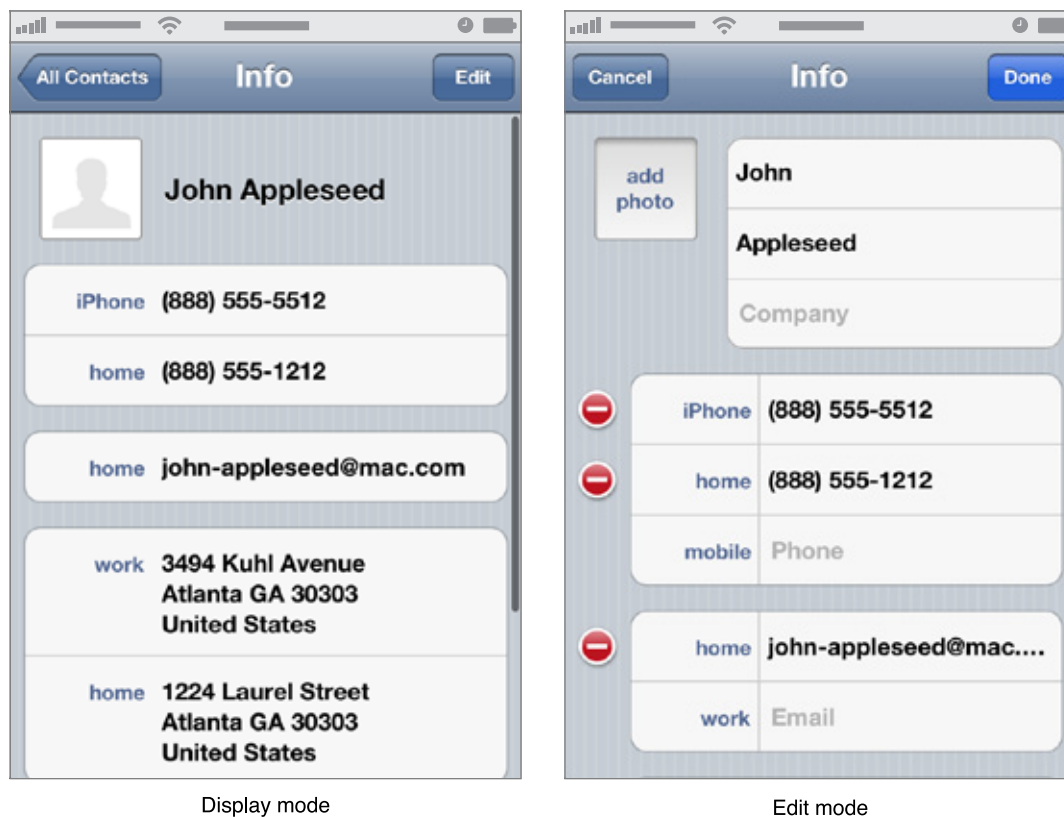 All Contacts Info Edit
John Appleseed
iPhone (888) 555-5512
home (888) 555-1212
home john-appleseed@mac.com
work 3494 Kuhl Avenue
Atlanta GA 30303
United States
home 1224 Laurel Street
Atlanta GA 30303
United States
Display mode
Cancel Info Done
add
photo
John
Appleseed
Company
iPhone (888) 555-5512
home (888) 555-1212
mobile Phone
home john-appleseed@mac....
work Email
Edit mode